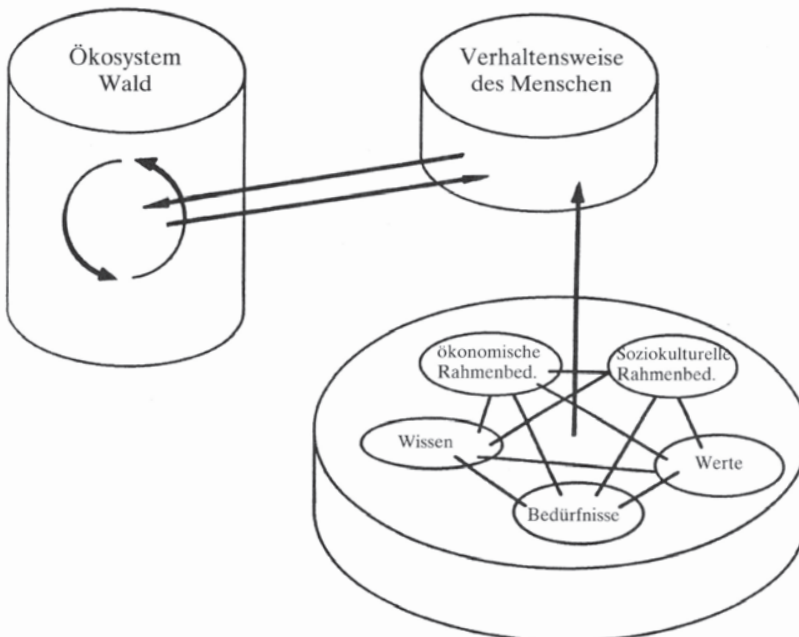 Ökosystem
Wald
Verhaltensweise
des Menschen
ökonomische
Rahmenbed.
Soziokulturelle
Rahmenbed.
Wissen
Werte
Bedürfnisse